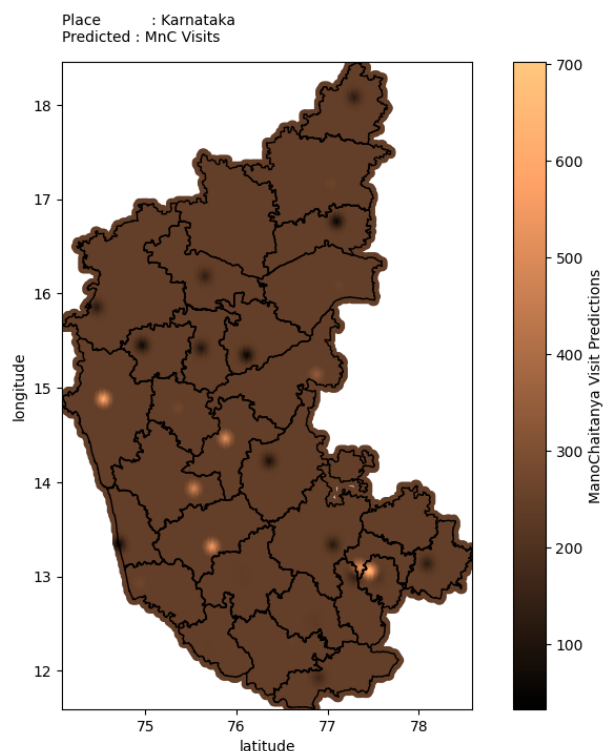 Place : Karnataka
Predicted : MnC Visits
18
17
16
15
14
13
12
longitude
75 76 77 78
latitude
700
600
500
400
300
200
100
ManoChaitanya Visit Predictions